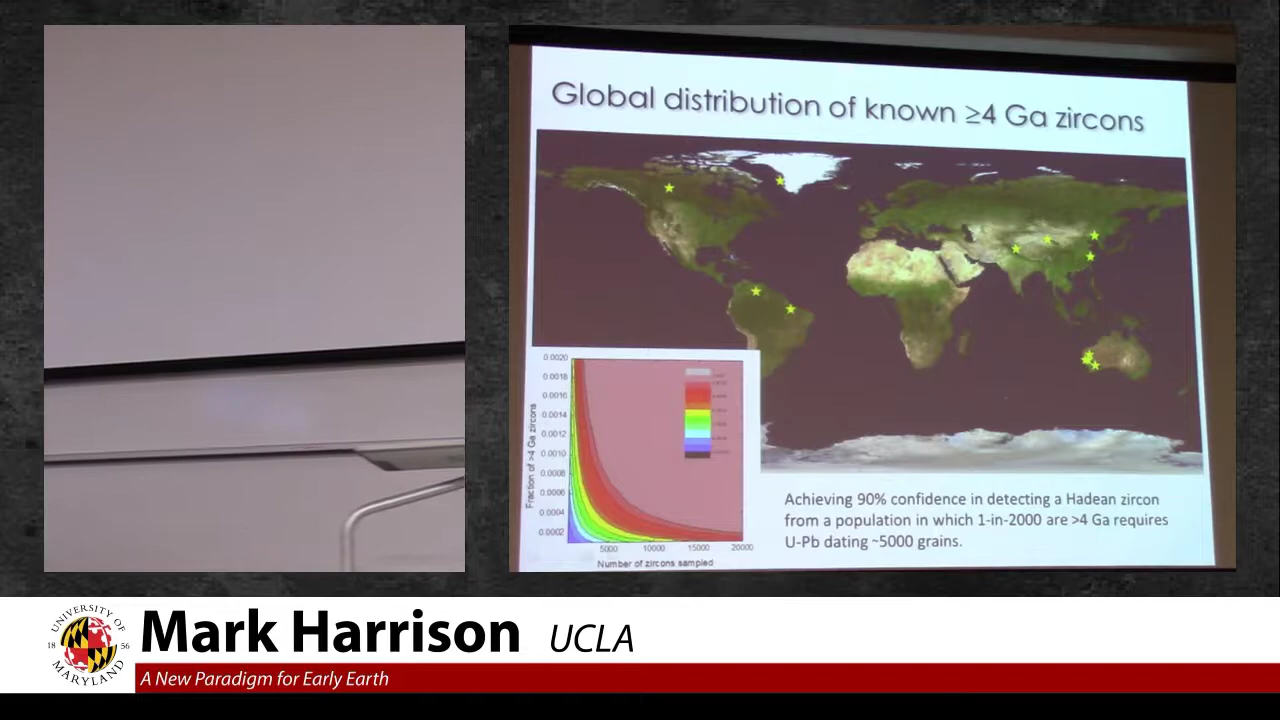 Global distribution of known ≥4 Ga zircons
0.0020
0.0018
0.0016
0.0014
0.0012
0.0010
0.0008
0.0006
0.0004
0.0002
Fraction of >4 Ga zircons
5000
10000
15000
20000
Number of zircons sampled
Achieving 90% confidence in detecting a Hadean zircon
from a population in which 1-in-2000 are >4 Ga requires
U-Pb dating ~5000 grains.
UNIVERSITY OF
18 56
MARYLAND
Mark Harrison UCLA
A New Paradigm for Early Earth